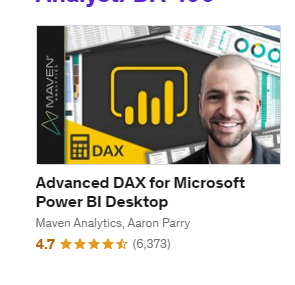 Analyst/DA-100
MAVEN
ANALYTICS
DAX
Advanced DAX for Microsoft
Power BI Desktop
Maven Analytics, Aaron Parry
4.7 (6,373)